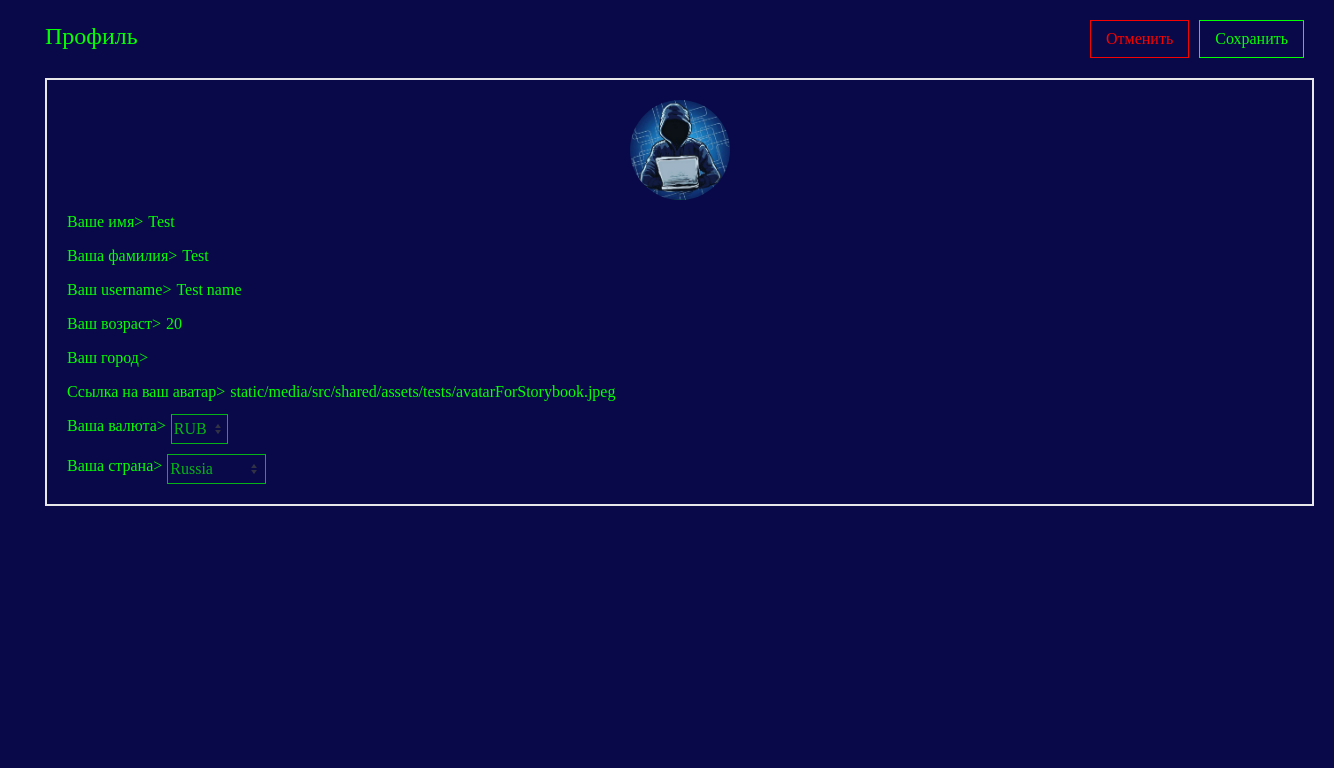 Профиль
Отменить
Сохранить
Ваше имя> Test
Ваша фамилия> Test
Ваш username> Test name
Ваш возраст> 20
Ваш город>
Ссылка на ваш аватар> static/media/src/shared/assets/tests/avatarForStorybook.jpeg
Ваша валюта> RUB
Ваша страна> Russia